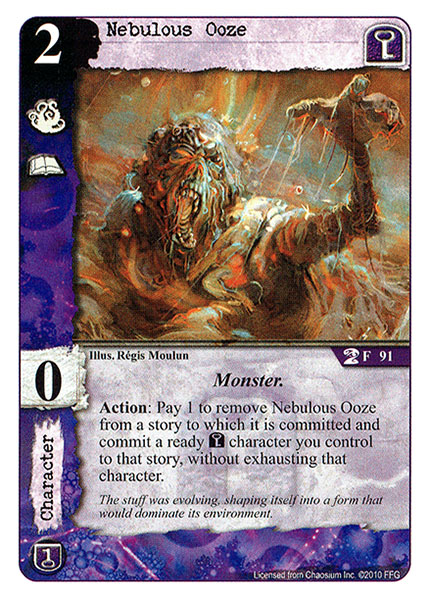 2
Nebulous Ooze
Illus. Régis Moulun
F 91
0
Monster.
Action: Pay 1 to remove Nebulous Ooze
from a story to which it is committed and
commit a ready character you control
to that story, without exhausting that
character.
The stuff was evolving, shaping itself into a form that
would dominate its environment.
Character
1
Licensed from Chaosium Inc. ©2010 FFG